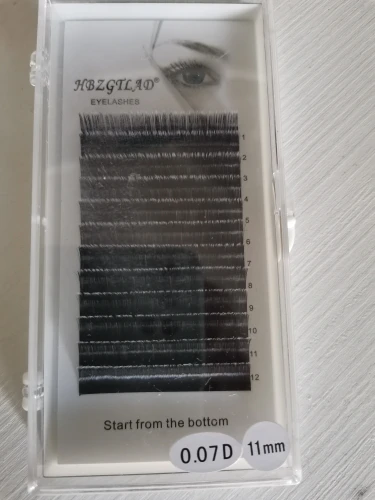 HBZGTLAD®
EYELASHES
1
2
3
4
5
6
7
8
9
10
11
12
Start from the bottom
0.07D
11mm